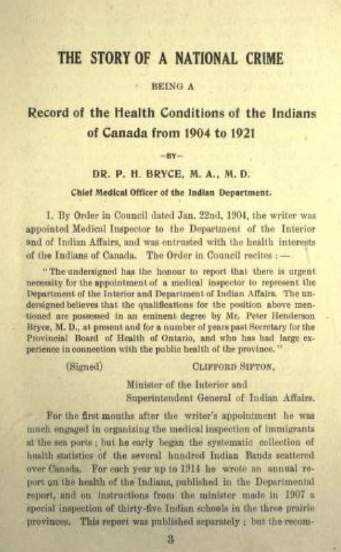 THE STORY OF A NATIONAL CRIME
BEING A
Record of the Health Conditions of the Indians
of Canada from 1904 to 1921
—BY—
DR. P. H. BRYCE, M. A., M. D.
Chief Medical Officer of the Indian Department.
I. By Order in Council dated Jan. 22nd, 1904, the writer was
appointed Medical Inspector to the Department of the Interior
and of Indian Affairs, and was entrusted with the health interests
of the Indians of Canada. The Order in Council recites : —
"The undersigned has the honour to report that there is urgent
necessity for the appointment of a medical inspector to represent the
Department of the Interior and Department of Indian Affairs. The un-
dersigned believes that the qualifications for the position above men-
tioned are possessed in an eminent degree by Mr. Peter Henderson
Bryce, M. D., at present and for a number of years past Secretary for the
Provincial Board of Health of Ontario, and who has had large ex-
perience in connection with the public health of the province."
(Signed) CLIFFORD SIFTON,
Minister of the Interior and
Superintendent General of Indian Affairs.
For the first months after the writer's appointment he was
much engaged in organizing the medical inspection of immigrants
at the sea ports ; but he early began the systematic collection of
health statistics of the several hundred Indian Bands scattered
over Canada. For each year up to 1914 he wrote an annual re-
port on the health of the Indians, published in the Departmental
report, and on instructions from the minister made in 1907 a
special inspection of thirty-five Indian schools in the three prairie
provinces. This report was published separately ; but the recom-
3